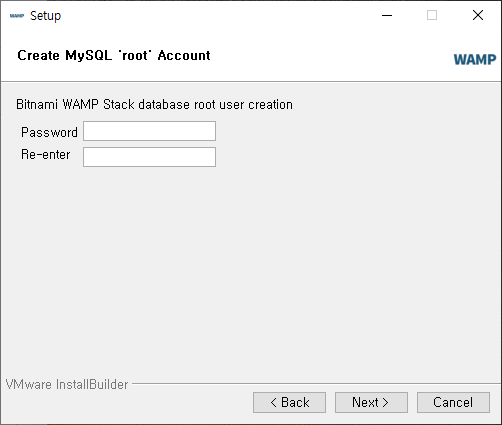 WAMP Setup
Create MySQL 'root' Account
WAMP
Bitnami WAMP Stack database root user creation
Password
Re-enter
VMware InstallBuilder
< Back Next > Cancel